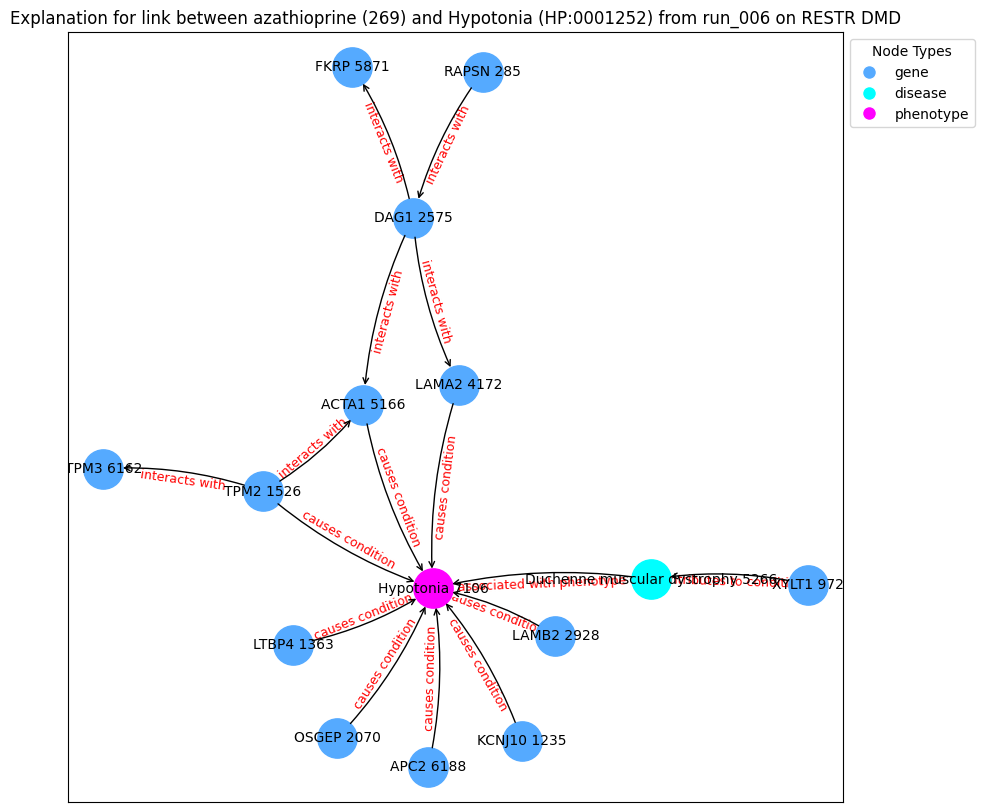 Explanation for link between azathioprine (269) and Hypotonia (HP:0001252) from run_006 on RESTR DMD
Node Types
gene
disease
phenotype
FKRP 5871
RAPSN 285
interacts with
interacts with
DAG1 2575
interacts with
interacts with
LAMA2 4172
ACTA1 5166
interacts with
TPM3 6162
interacts with
TPM2 1526
causes condition
causes condition
causes condition
Duchenne muscular dystrophy 5266
associated with phenotype
XYLT1 972
Hypotonia 1106
causes condition
causes condition
LAMB2 2928
LTBP4 1363
causes condition
causes condition
causes condition
OSGEP 2070
KCNJ10 1235
APC2 6188